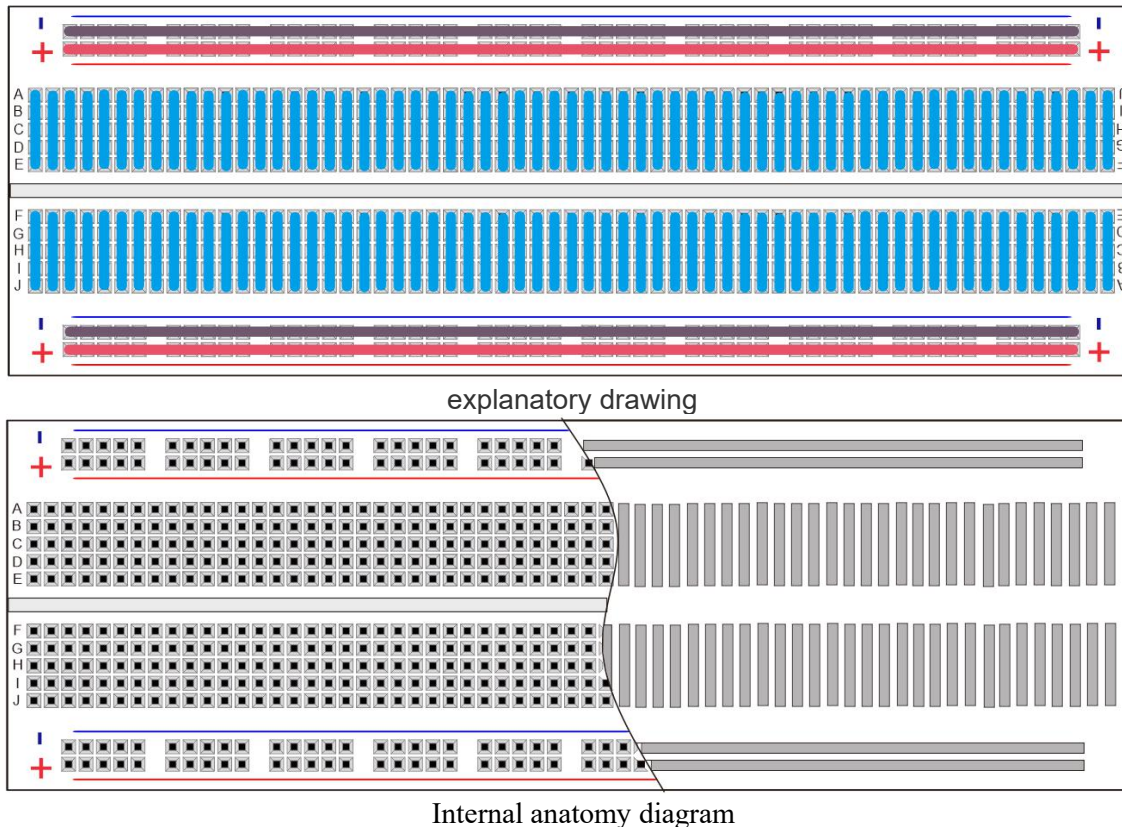 - -
+ +
A J
B I
C H
D G
E F
F E
G D
H C
I B
J A
- -
+ +
explanatory drawing
-
+
A
B
C
D
E
F
G
H
I
J
-
+
Internal anatomy diagram